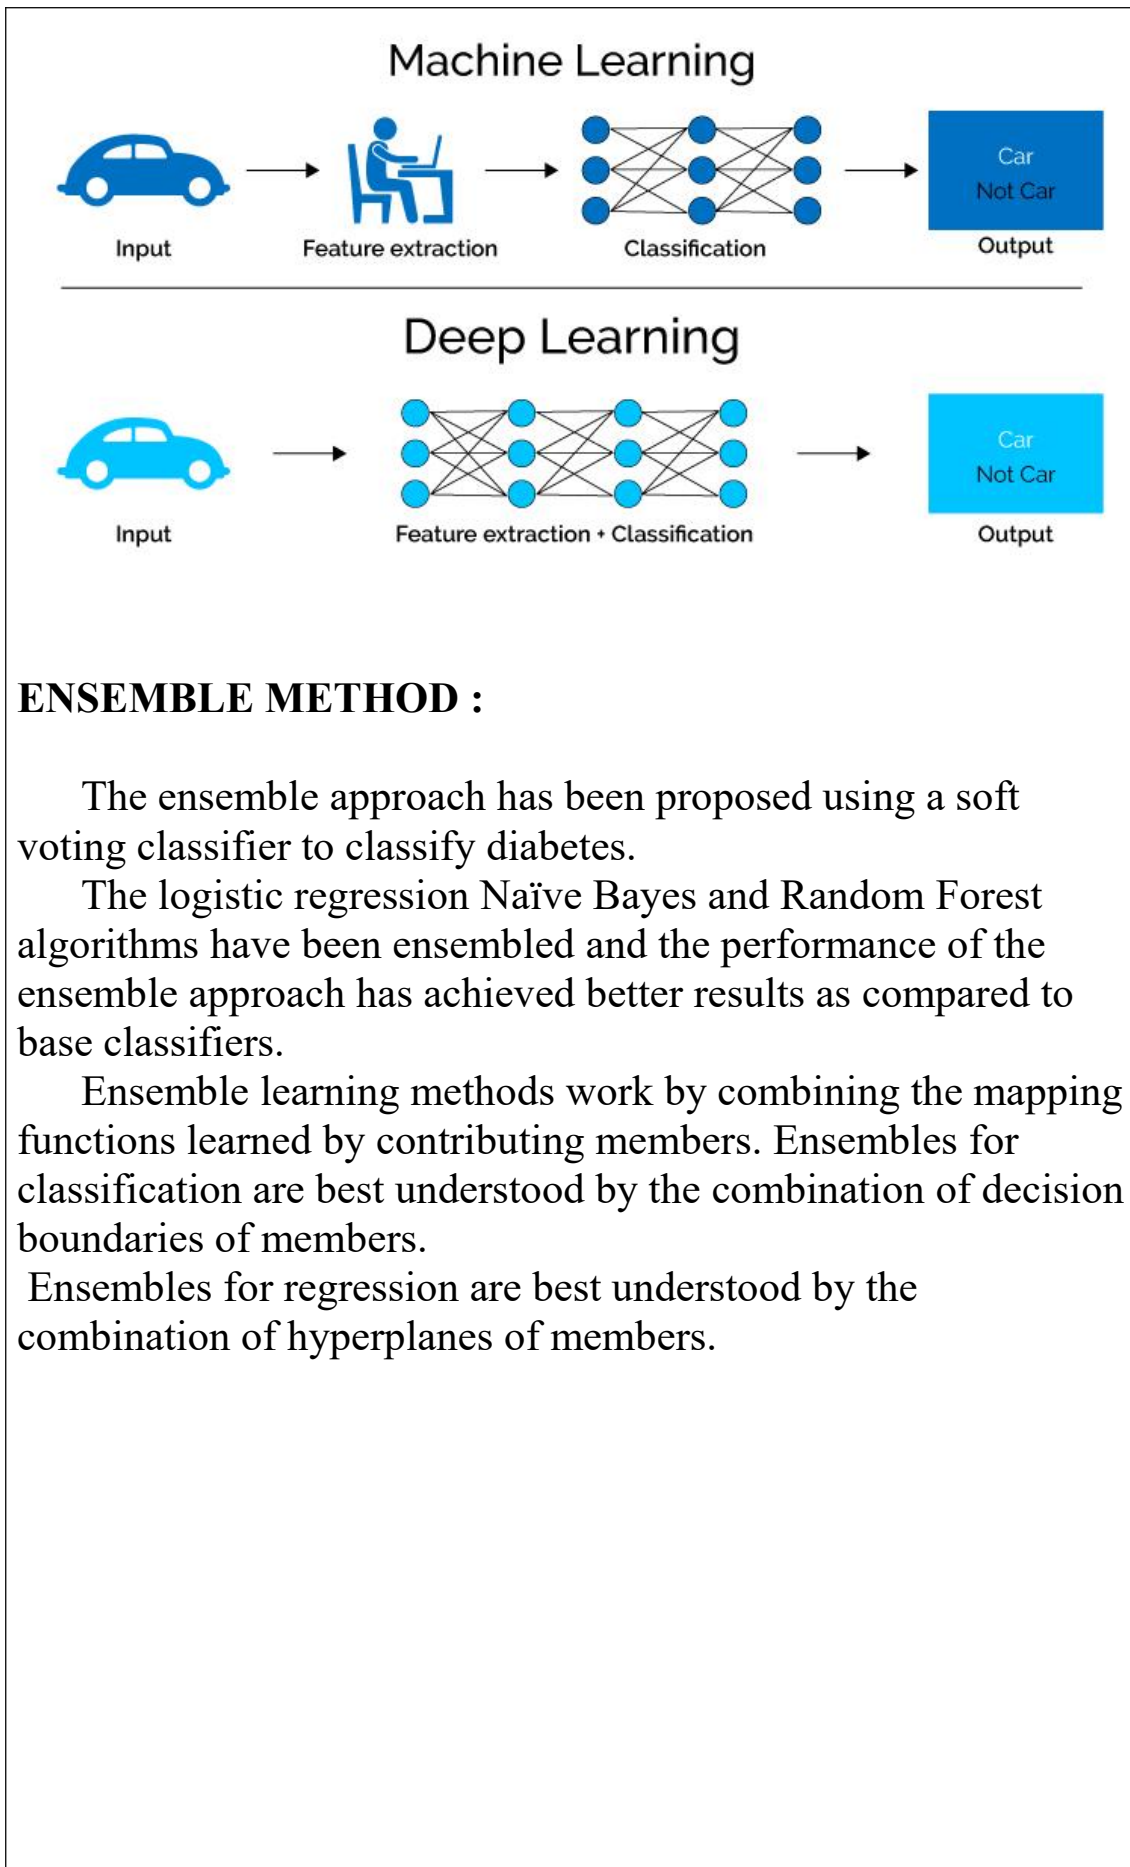 Machine Learning
Car
Not Car
Input
Feature extraction
Classification
Output
Deep Learning
Car
Not Car
Input
Feature extraction + Classification
Output
ENSEMBLE METHOD :
The ensemble approach has been proposed using a soft
voting classifier to classify diabetes.
The logistic regression Naïve Bayes and Random Forest
algorithms have been ensembled and the performance of the
ensemble approach has achieved better results as compared to
base classifiers.
Ensemble learning methods work by combining the mapping
functions learned by contributing members. Ensembles for
classification are best understood by the combination of decision
boundaries of members.
Ensembles for regression are best understood by the
combination of hyperplanes of members.